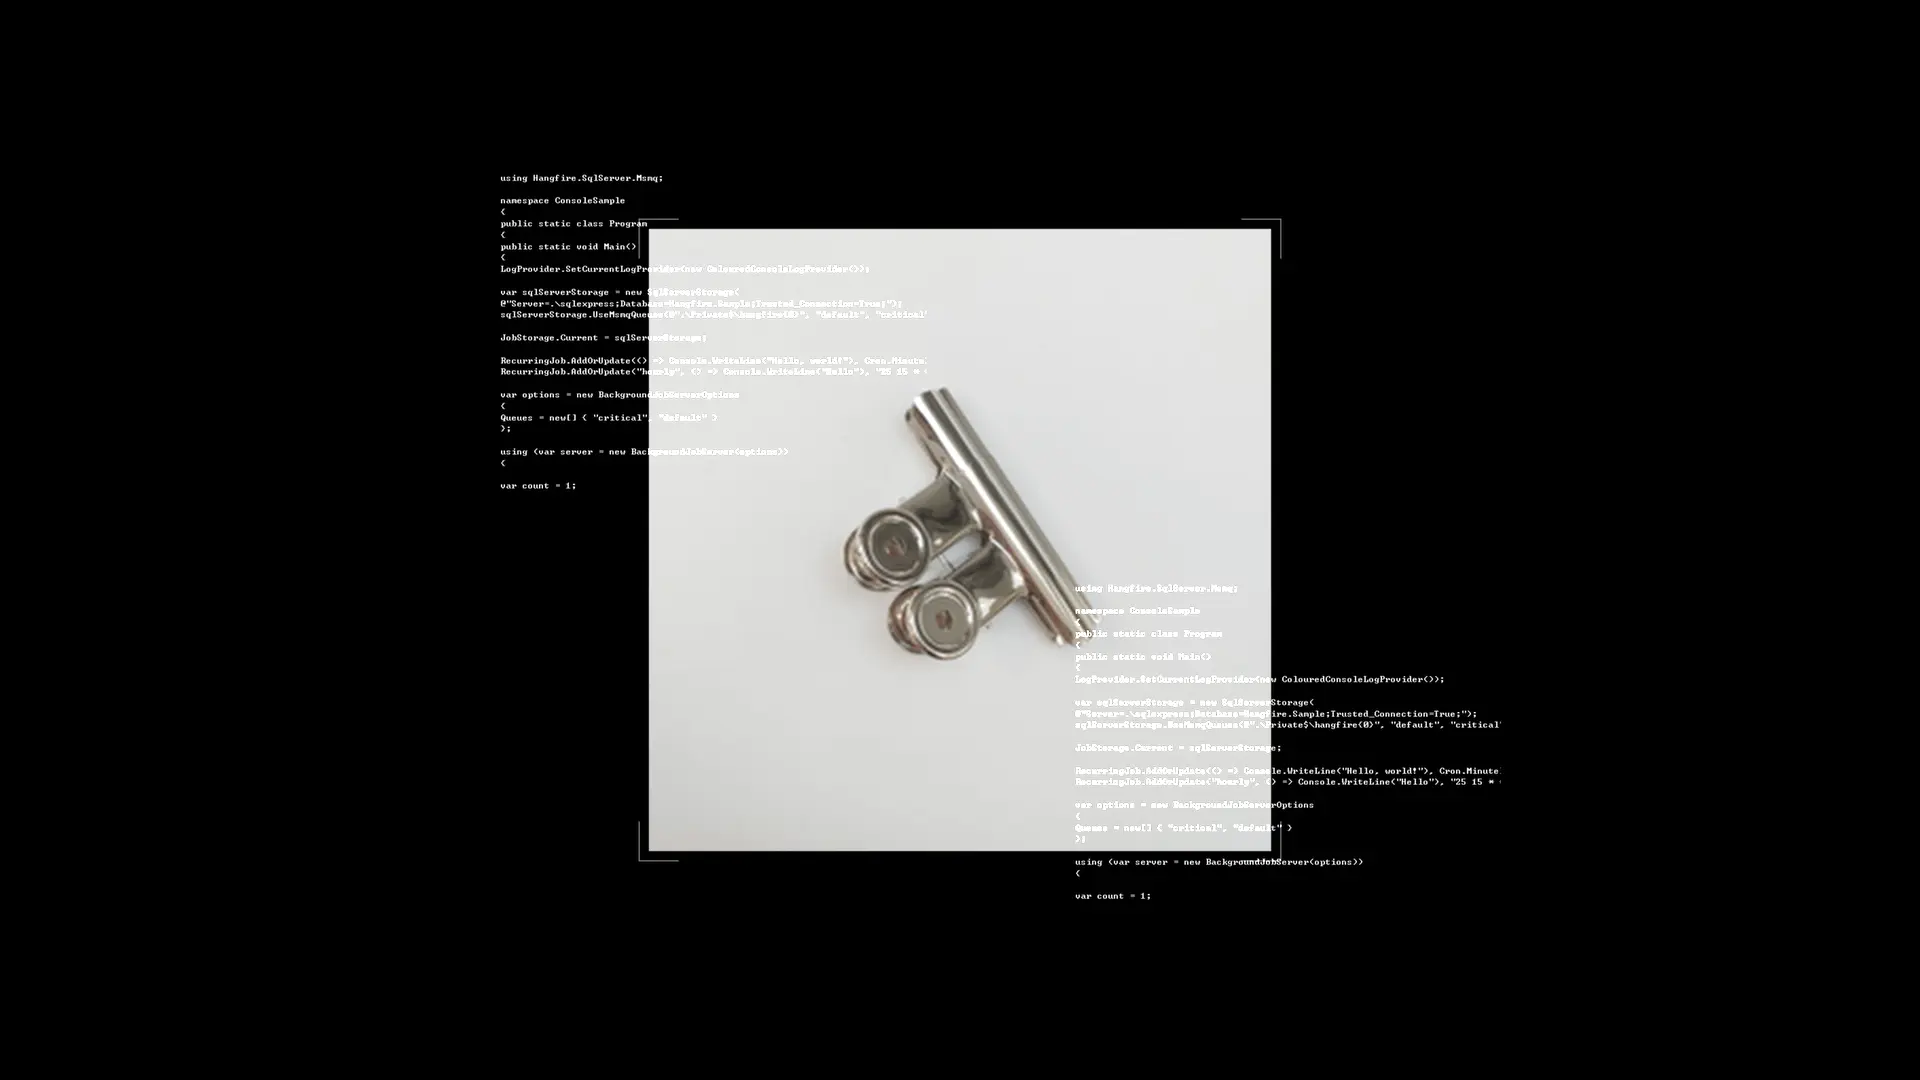 using Hangfire.SqlServer.Msmq;
namespace ConsoleSample
{
public static class Program
{
public static void Main()
{
LogProvider.SetCurrentLogProvider(new ColouredConsoleLogProvider());
var sqlServerStorage = new SqlServerStorage(
@"Server=.\sqlexpress;Database=Hangfire.Sample;Trusted_Connection=True;");
sqlServerStorage.UseMsmqQueues(@".\Private$\hangfire{0}", "default", "critical"
JobStorage.Current = sqlServerStorage;
RecurringJob.AddOrUpdate(() => Console.WriteLine("Hello, world!"), Cron.Minute
RecurringJob.AddOrUpdate("hourly", () => Console.WriteLine("Hello"), "25 15 *
var options = new BackgroundJobServerOptions
{
Queues = new[] { "critical", "default" }
};
using (var server = new BackgroundJobServer(options))
{
var count = 1;
using Hangfire.SqlServer.Msmq;
namespace ConsoleSample
{
public static class Program
{
public static void Main()
{
LogProvider.SetCurrentLogProvider(new ColouredConsoleLogProvider());
var sqlServerStorage = new SqlServerStorage(
@"Server=.\sqlexpress;Database=Hangfire.Sample;Trusted_Connection=True;");
sqlServerStorage.UseMsmqQueues(@".\Private$\hangfire{0}", "default", "critical"
JobStorage.Current = sqlServerStorage;
RecurringJob.AddOrUpdate(() => Console.WriteLine("Hello, world!"), Cron.Minute
RecurringJob.AddOrUpdate("hourly", () => Console.WriteLine("Hello"), "25 15 *
var options = new BackgroundJobServerOptions
{
Queues = new[] { "critical", "default" }
};
using (var server = new BackgroundJobServer(options))
{
var count = 1;